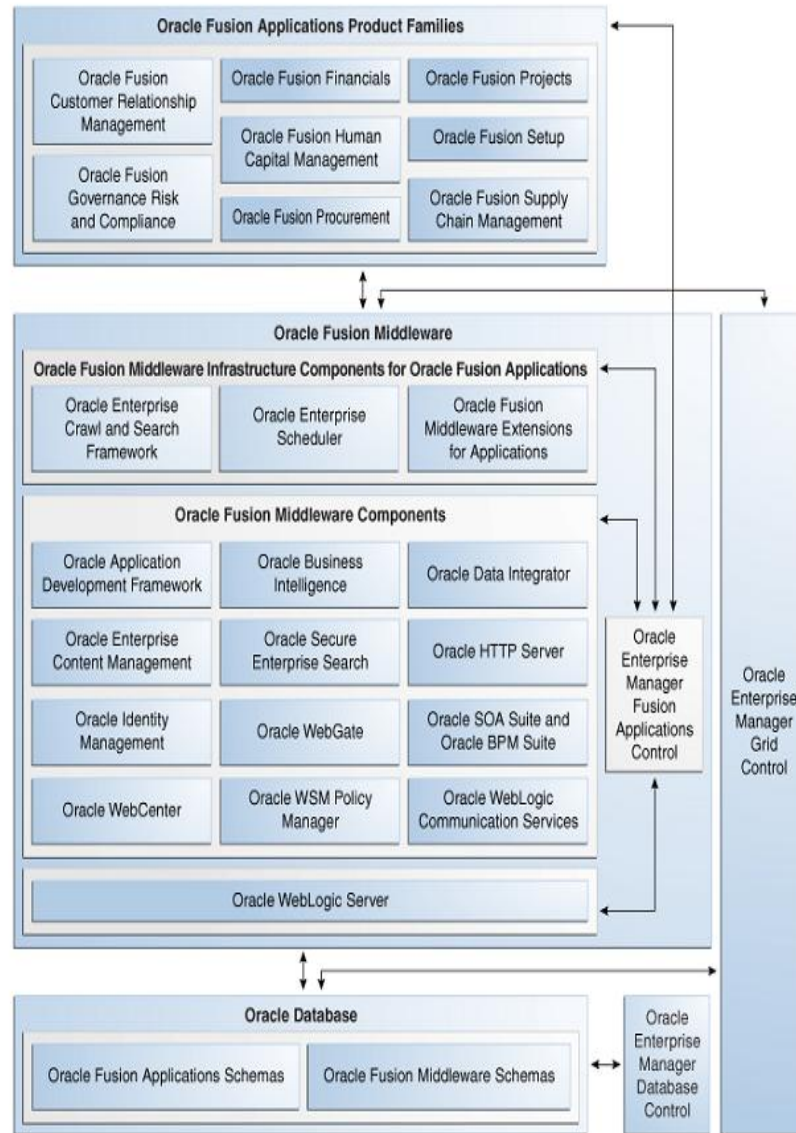 Oracle Fusion Applications Product Families
Oracle Fusion
Customer Relationship
Management
Oracle Fusion Financials
Oracle Fusion Projects
Oracle Fusion Human
Capital Management
Oracle Fusion Setup
Oracle Fusion
Governance Risk
and Compliance
Oracle Fusion Procurement
Oracle Fusion Supply
Chain Management
Oracle Fusion Middleware
Oracle Fusion Middleware Infrastructure Components for Oracle Fusion Applications
Oracle Enterprise
Crawl and Search
Framework
Oracle Enterprise
Scheduler
Oracle Fusion
Middleware Extensions
for Applications
Oracle Fusion Middleware Components
Oracle Application
Development Framework
Oracle Business
Intelligence
Oracle Data Integrator
Oracle Enterprise
Content Management
Oracle Secure
Enterprise Search
Oracle HTTP Server
Oracle Identity
Management
Oracle WebGate
Oracle SOA Suite and
Oracle BPM Suite
Oracle WebCenter
Oracle WSM Policy
Manager
Oracle WebLogic
Communication Services
Oracle WebLogic Server
Oracle
Enterprise
Manager
Fusion
Applications
Control
Oracle
Enterprise
Manager
Grid
Control
Oracle Database
Oracle Fusion Applications Schemas
Oracle Fusion Middleware Schemas
Oracle
Enterprise
Manager
Database
Control